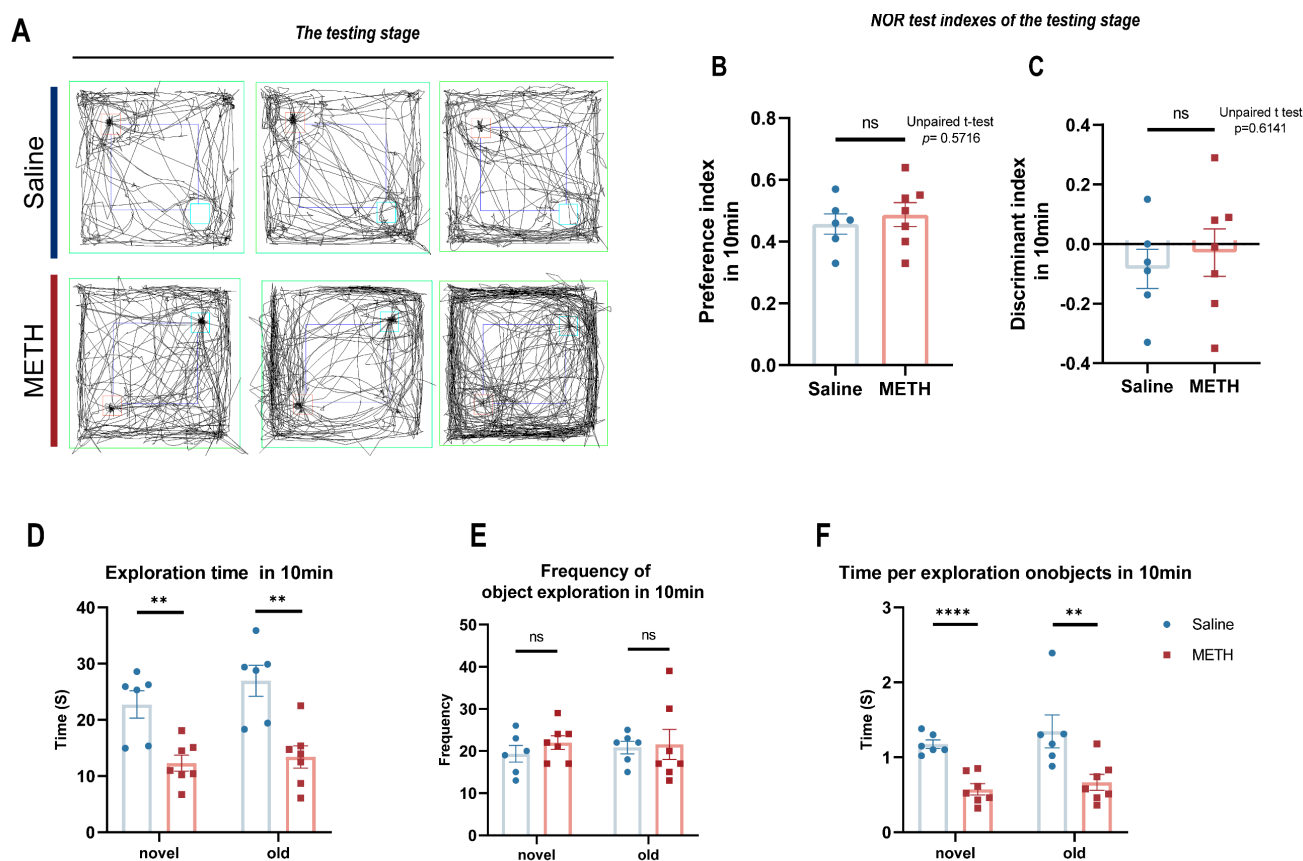 A
The testing stage
Saline
METH
NOR test indexes of the testing stage
B
Preference index
in 10min
ns
Unpaired t-test
p= 0.5716
0.8
0.6
0.4
0.2
0.0
Saline
METH
C
Discriminant index
in 10min
ns
Unpaired t test
p=0.6141
0.4
0.2
0.0
-0.2
-0.4
Saline
METH
D
Exploration time in 10min
Time (S)
**
**
40
30
20
10
0
novel
old
E
Frequency of
object exploration in 10min
Frequency
ns
ns
50
40
30
20
10
0
novel
old
F
Time per exploration onobjects in 10min
Time (S)
****
**
3
2
1
0
novel
old
Saline
METH